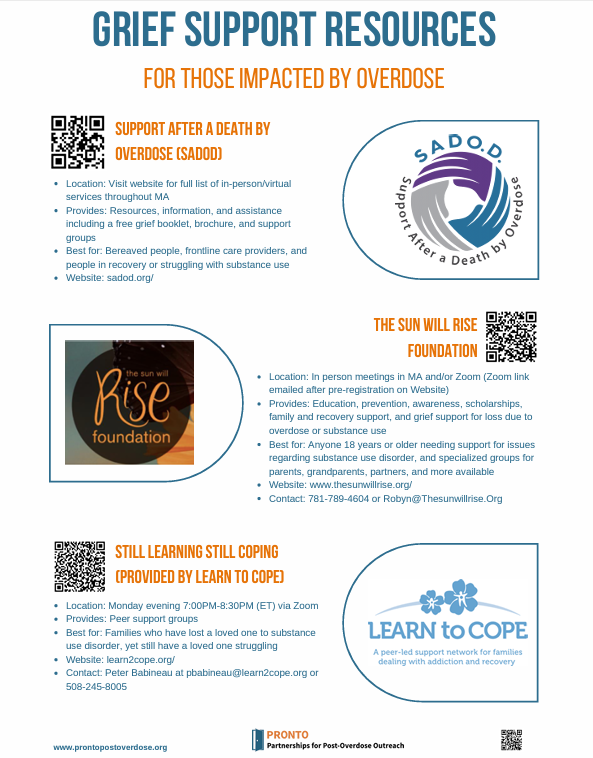 GRIEF SUPPORT RESOURCES
FOR THOSE IMPACTED BY OVERDOSE
SUPPORT AFTER A DEATH BY
OVERDOSE (SADOD)
• Location: Visit website for full list of in-person/virtual
services throughout MA
• Provides: Resources, information, and assistance
including a free grief booklet, brochure, and support
groups
• Best for: Bereaved people, frontline care providers, and
people in recovery or struggling with substance use
• Website: sadod.org/
SADO.D.
Support After a Death by Overdose
THE SUN WILL RISE
FOUNDATION
the sun will
Rise
foundation
• Location: In person meetings in MA and/or Zoom (Zoom link
emailed after pre-registration on Website)
• Provides: Education, prevention, awareness, scholarships,
family and recovery support, and grief support for loss due to
overdose or substance use
• Best for: Anyone 18 years or older needing support for issues
regarding substance use disorder, and specialized groups for
parents, grandparents, partners, and more available
• Website: www.thesunwillrise.org/
• Contact: 781-789-4604 or Robyn@Thesunwillrise.Org
STILL LEARNING STILL COPING
(PROVIDED BY LEARN TO COPE)
• Location: Monday evening 7:00PM-8:30PM (ET) via Zoom
• Provides: Peer support groups
• Best for: Families who have lost a loved one to substance
use disorder, yet still have a loved one struggling
• Website: learn2cope.org/
• Contact: Peter Babineau at pbabineau@learn2cope.org or
508-245-8005
LEARN to COPE
A peer-led support network for families
dealing with addiction and recovery
www.prontopostoverdose.org
PRONTO
Partnerships for Post-Overdose Outreach